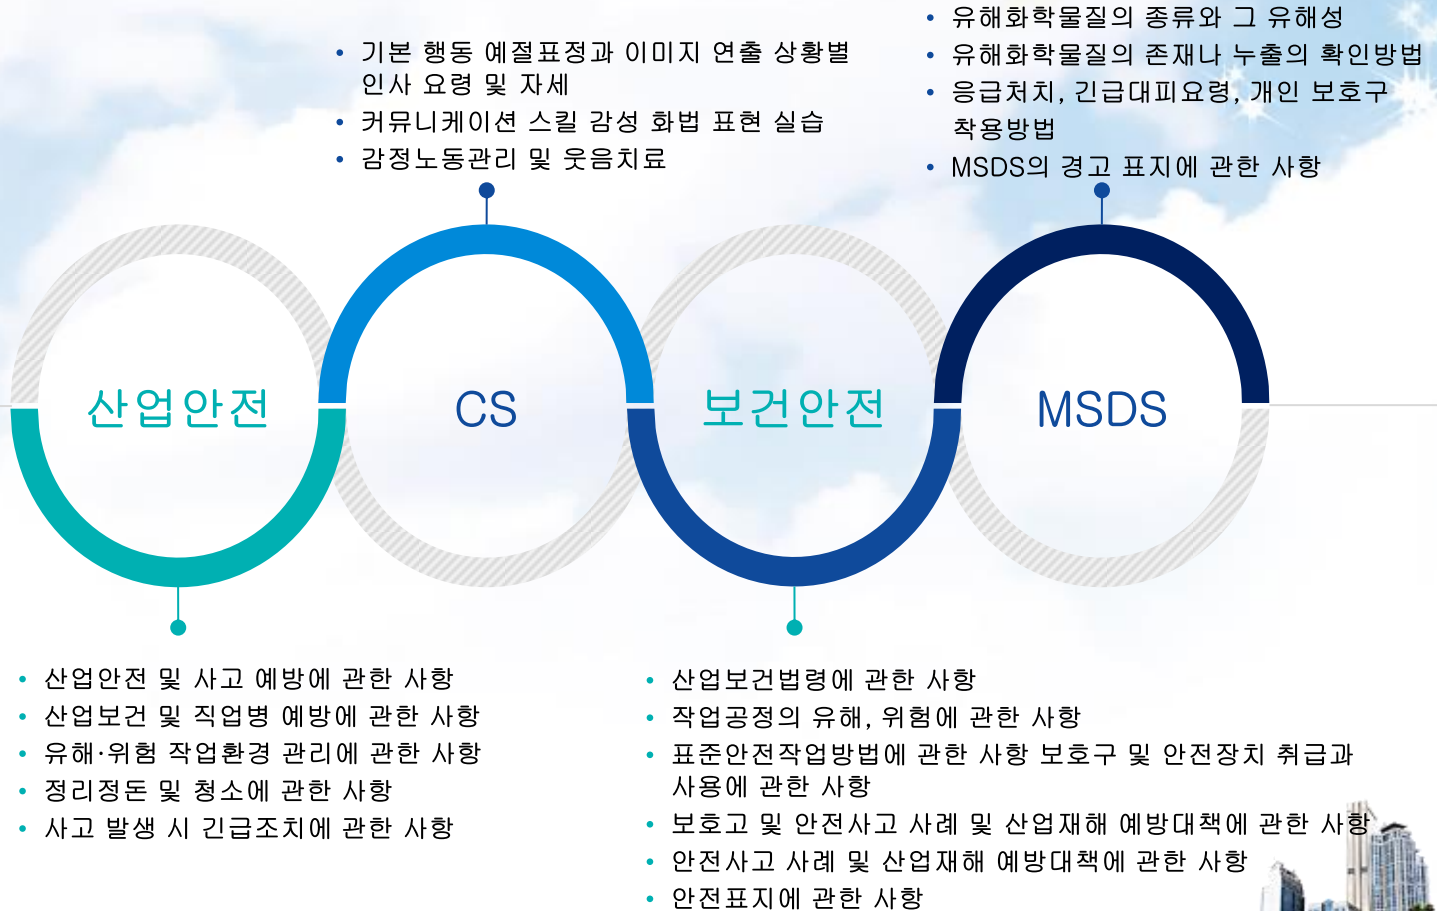 • 기본 행동 예절표정과 이미지 연출 상황별
인사 요령 및 자세
• 커뮤니케이션 스킬 감성 화법 표현 실습
• 감정노동관리 및 웃음치료
• 유해화학물질의 종류와 그 유해성
• 유해화학물질의 존재나 누출의 확인방법
• 응급처치, 긴급대피요령, 개인 보호구
착용방법
• MSDS의 경고 표지에 관한 사항
산업안전
CS
보건안전
MSDS
• 산업안전 및 사고 예방에 관한 사항
• 산업보건 및 직업병 예방에 관한 사항
• 유해·위험 작업환경 관리에 관한 사항
• 정리정돈 및 청소에 관한 사항
• 사고 발생 시 긴급조치에 관한 사항
• 산업보건법령에 관한 사항
• 작업공정의 유해, 위험에 관한 사항
• 표준안전작업방법에 관한 사항 보호구 및 안전장치 취급과
사용에 관한 사항
• 보호고 및 안전사고 사례 및 산업재해 예방대책에 관한 사항
• 안전사고 사례 및 산업재해 예방대책에 관한 사항
• 안전표지에 관한 사항